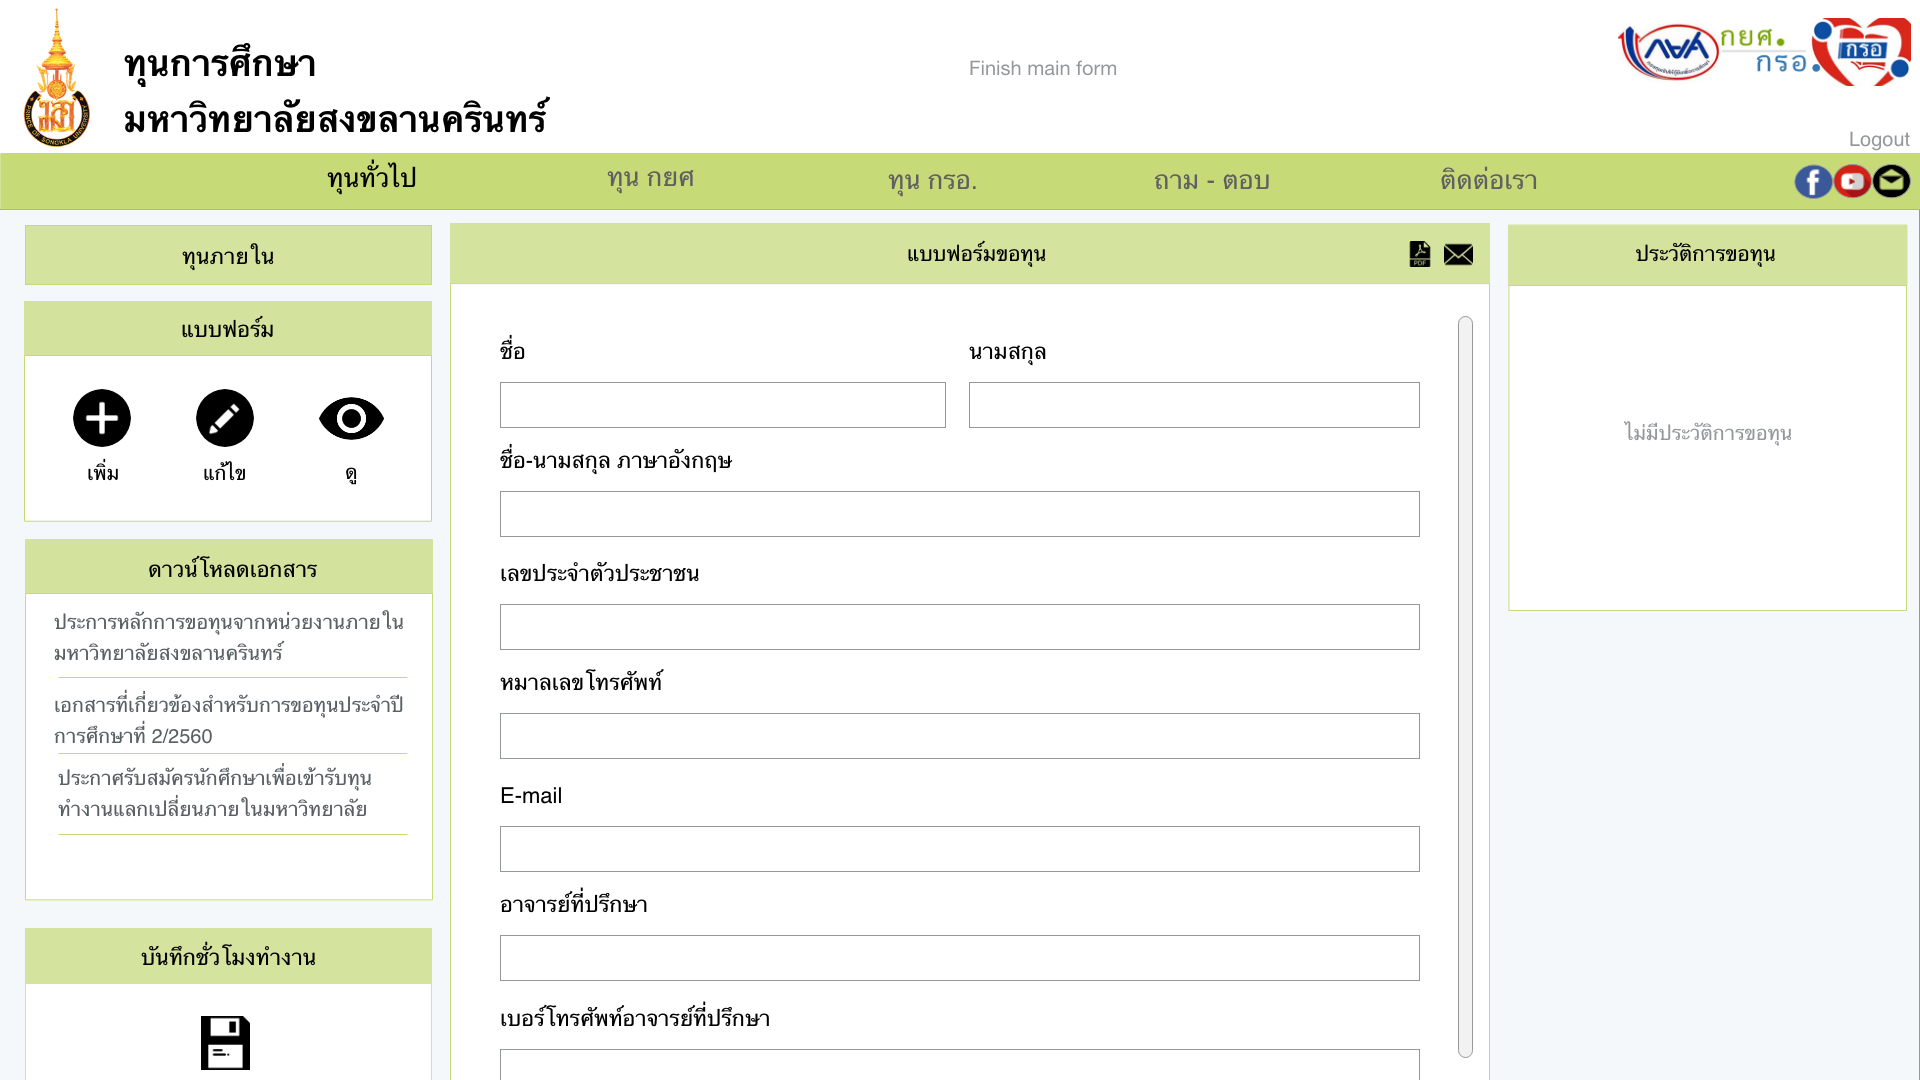 ทุนการศึกษา
มหาวิทยาลัยสงขลานครินทร์
Finish main form
กยศ.
กรอ.
กรอ
Logout
ทุนทั่วไป
ทุน กยศ
ทุน กรอ.
ถาม - ตอบ
ติดต่อเรา
ทุนภายใน
แบบฟอร์ม
เพิ่ม
แก้ไข
ดู
ดาวน์โหลดเอกสาร
ประการหลักการขอทุนจากหน่วยงานภายใน
มหาวิทยาลัยสงขลานครินทร์
เอกสารที่เกี่ยวข้องสำหรับการขอทุนประจำปี
การศึกษาที่ 2/2560
ประกาศรับสมัครนักศึกษาเพื่อเข้ารับทุน
ทำงานแลกเปลี่ยนภายในมหาวิทยาลัย
บันทึกชั่วโมงทำงาน
แบบฟอร์มขอทุน
PDF
ชื่อ
นามสกุล
ชื่อ-นามสกุล ภาษาอังกฤษ
เลขประจำตัวประชาชน
หมาลเลขโทรศัพท์
E-mail
อาจารย์ที่ปรึกษา
เบอร์โทรศัพท์อาจารย์ที่ปรึกษา
ประวัติการขอทุน
ไม่มีประวัติการขอทุน